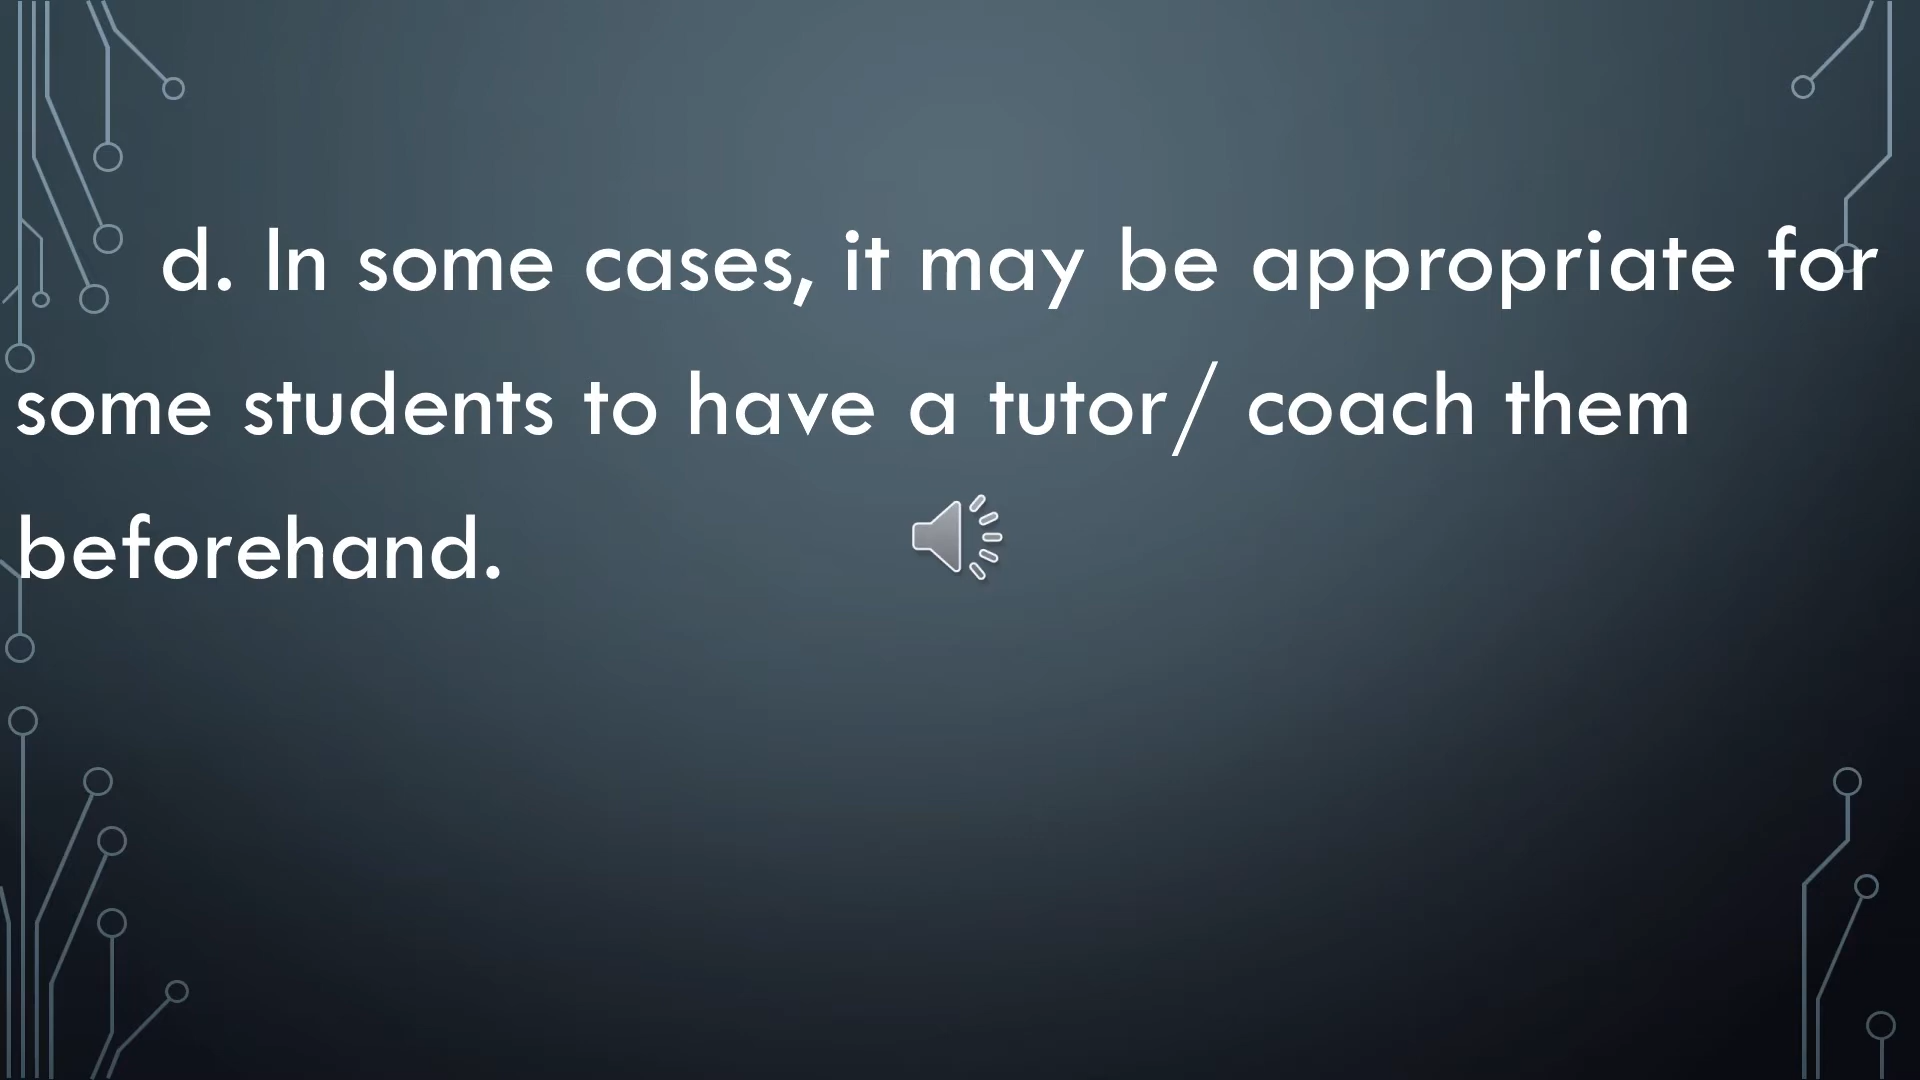 d. In some cases, it may be appropriate for
some students to have a tutor/ coach them
beforehand.